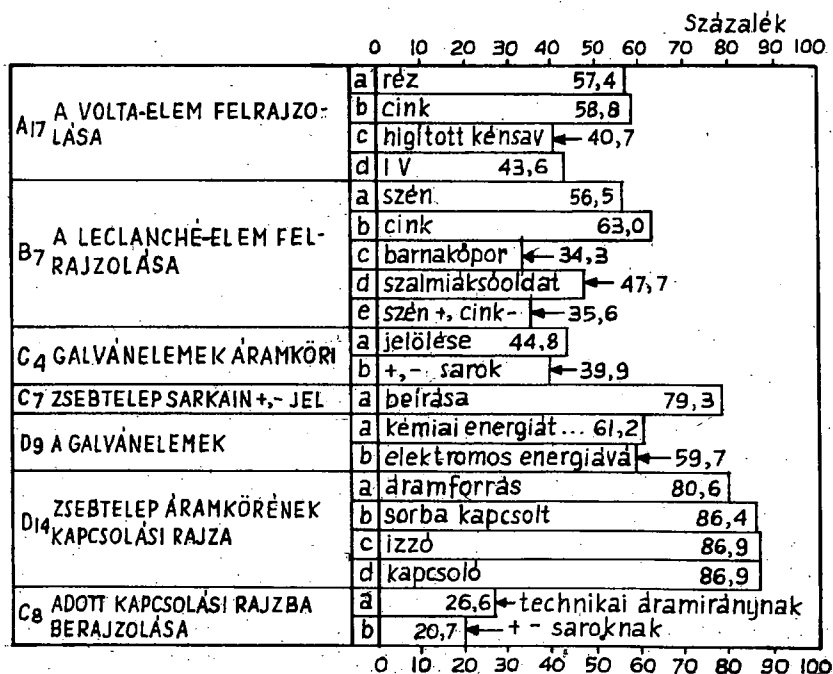 Százalék
0 10 20 30 40 50 60 70 80 90 100
A17 A VOLTA-ELEM FELRAJZO-
LÁSA
a réz 57,4
b cink 58,8
c hígított kénsav ← 40,7
d 1 V 43,6
B7 A LECLANCHÉ-ELEM FEL-
RAJZOLÁSA
a szén 56,5
b cink 63,0
c barnakőpor ← 34,3
d szalmiáksóoldat ← 47,7
e szén +, cink - ← 35,6
C4 GALVÁNELEMEK ÁRAMKÖRI
a jelölése 44,8
b +,- sarok ← 39,9
C7 ZSEBTELEP SARKAIN +,- JEL
a beírása 79,3
D9 A GALVÁNELEMEK
a kémiai energiát... 61,2
b elektromos energiává ← 59,7
D14 ZSEBTELEP ÁRAMKÖRÉNEK
KAPCSOLÁSI RAJZA
a áramforrás 80,6
b sorba kapcsolt 86,4
c izzó 86,9
d kapcsoló 86,9
C8 ADOTT KAPCSOLÁSI RAJZBA
BERAJZOLÁSA
a 26,6 ← technikai áramiránynak
b 20,7 ← + - saroknak
0 10 20 30 40 50 60 70 80 90 100